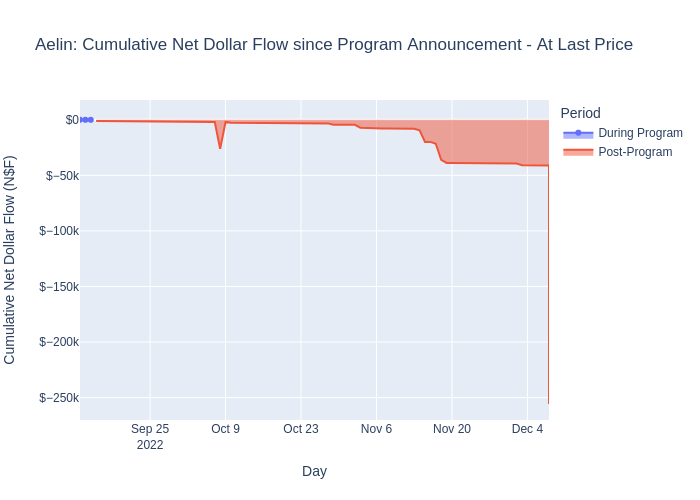 Aelin: Cumulative Net Dollar Flow since Program Announcement - At Last Price
Period
During Program
Post-Program
Cumulative Net Dollar Flow (N$F)
$0
$−50k
$−100k
$−150k
$−200k
$−250k
Sep 25
2022
Oct 9
Oct 23
Nov 6
Nov 20
Dec 4
Day